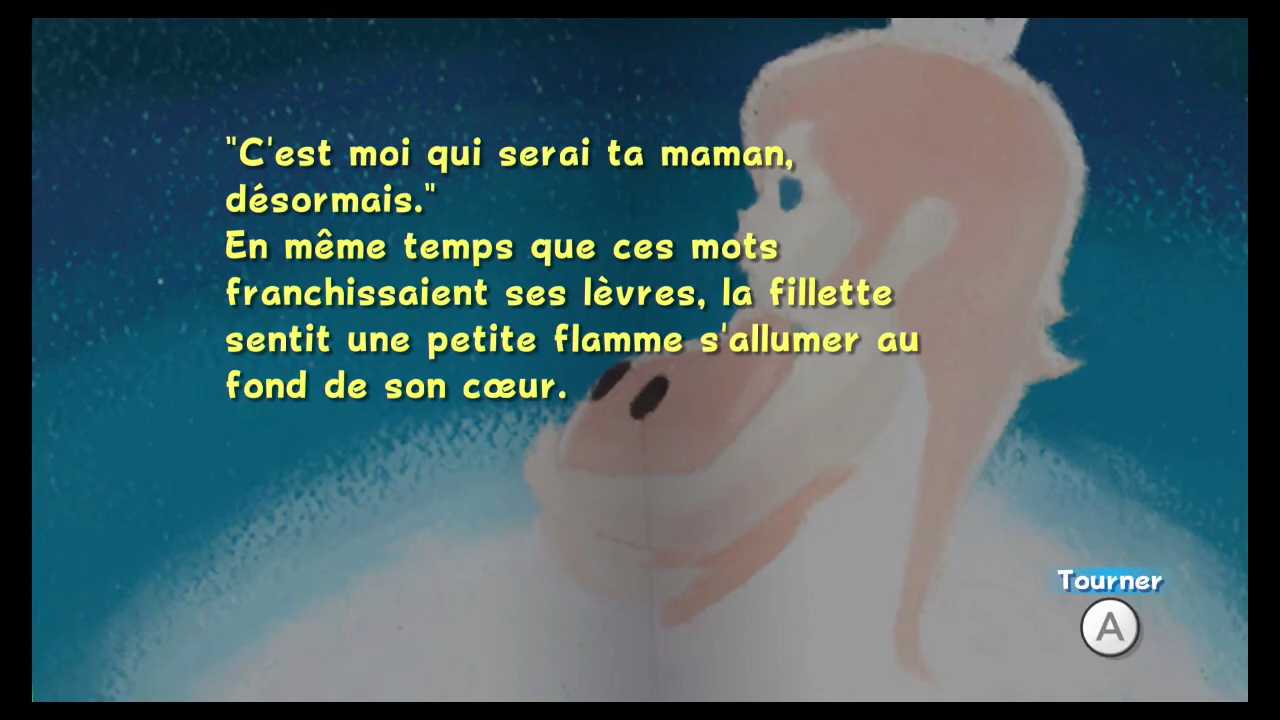 "C'est moi qui serai ta maman,
désormais."
En même temps que ces mots
franchissaient ses lèvres, la fillette
sentit une petite flamme s'allumer au
fond de son cœur.
Tourner
A